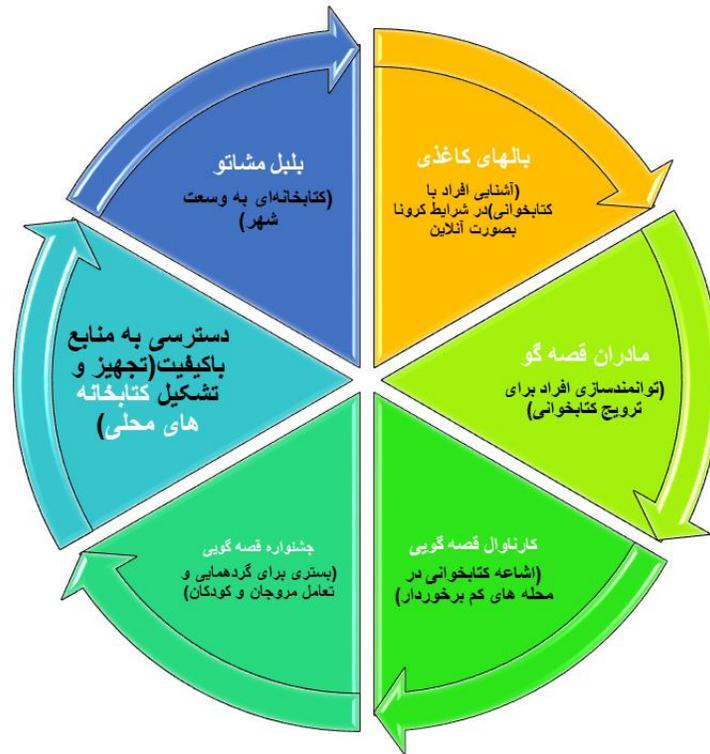 بالهای کاغذی
(آشنایی افراد با
کتابخوانی)در شرایط کرونا
بصورت آنلاین
مادران قصه گو
(توانمندسازی افراد برای
ترویج کتابخوانی)
کارناوال قصه گویی
(اشاعه کتابخوانی در
محله های کم برخوردار)
جشنواره قصه گویی
(بستری برای گردهمایی و
تعامل مروجان و کودکان)
دسترسی به منابع
باکیفیت(تجهیز و
تشکیل کتابخانه
های محلی)
بلبل مشاتو
(کتابخانه‌ای به وسعت
شهر)